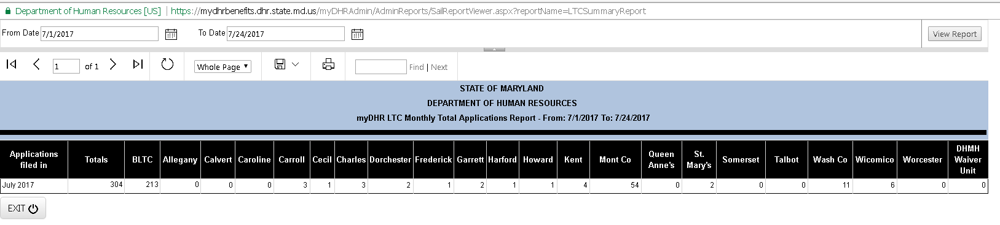 Department of Human Resources [US] | https://mydhrbenefits.dhr.state.md.us/myDHRAdmin/AdminReports/SailReportViewer.aspx?reportName=LTCSummaryReport
From Date 7/1/2017 To Date 7/24/2017 View Report
1 of 1 Whole Page Find | Next
STATE OF MARYLAND
DEPARTMENT OF HUMAN RESOURCES
myDHR LTC Monthly Total Applications Report - From: 7/1/2017 To: 7/24/2017
Applications filed in Totals BLTC Allegany Calvert Caroline Carroll Cecil Charles Dorchester Frederick Garrett Harford Howard Kent Mont Co Queen Anne's St. Mary's Somerset Talbot Wash Co Wicomico Worcester DHMH Waiver Unit
July 2017 304 213 0 0 0 3 1 3 2 1 2 1 1 4 54 0 2 0 0 11 6 0 0
EXIT